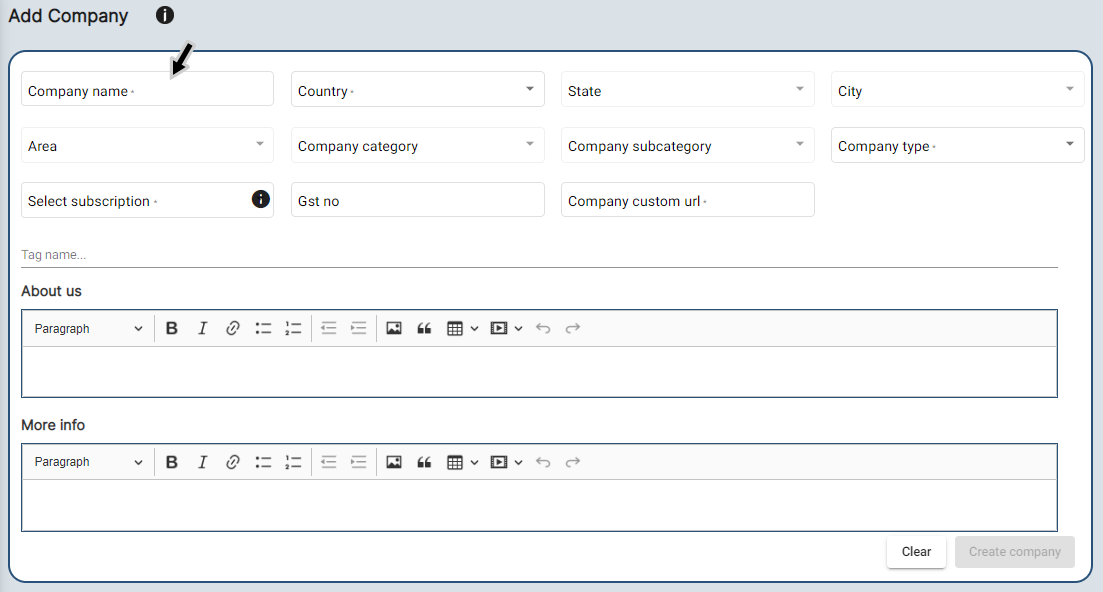 Add Company
Company name *
Country *
State
City
Area
Company category
Company subcategory
Company type *
Select subscription *
Gst no
Company custom url *
Tag name...
About us
Paragraph
More info
Paragraph
Clear
Create company